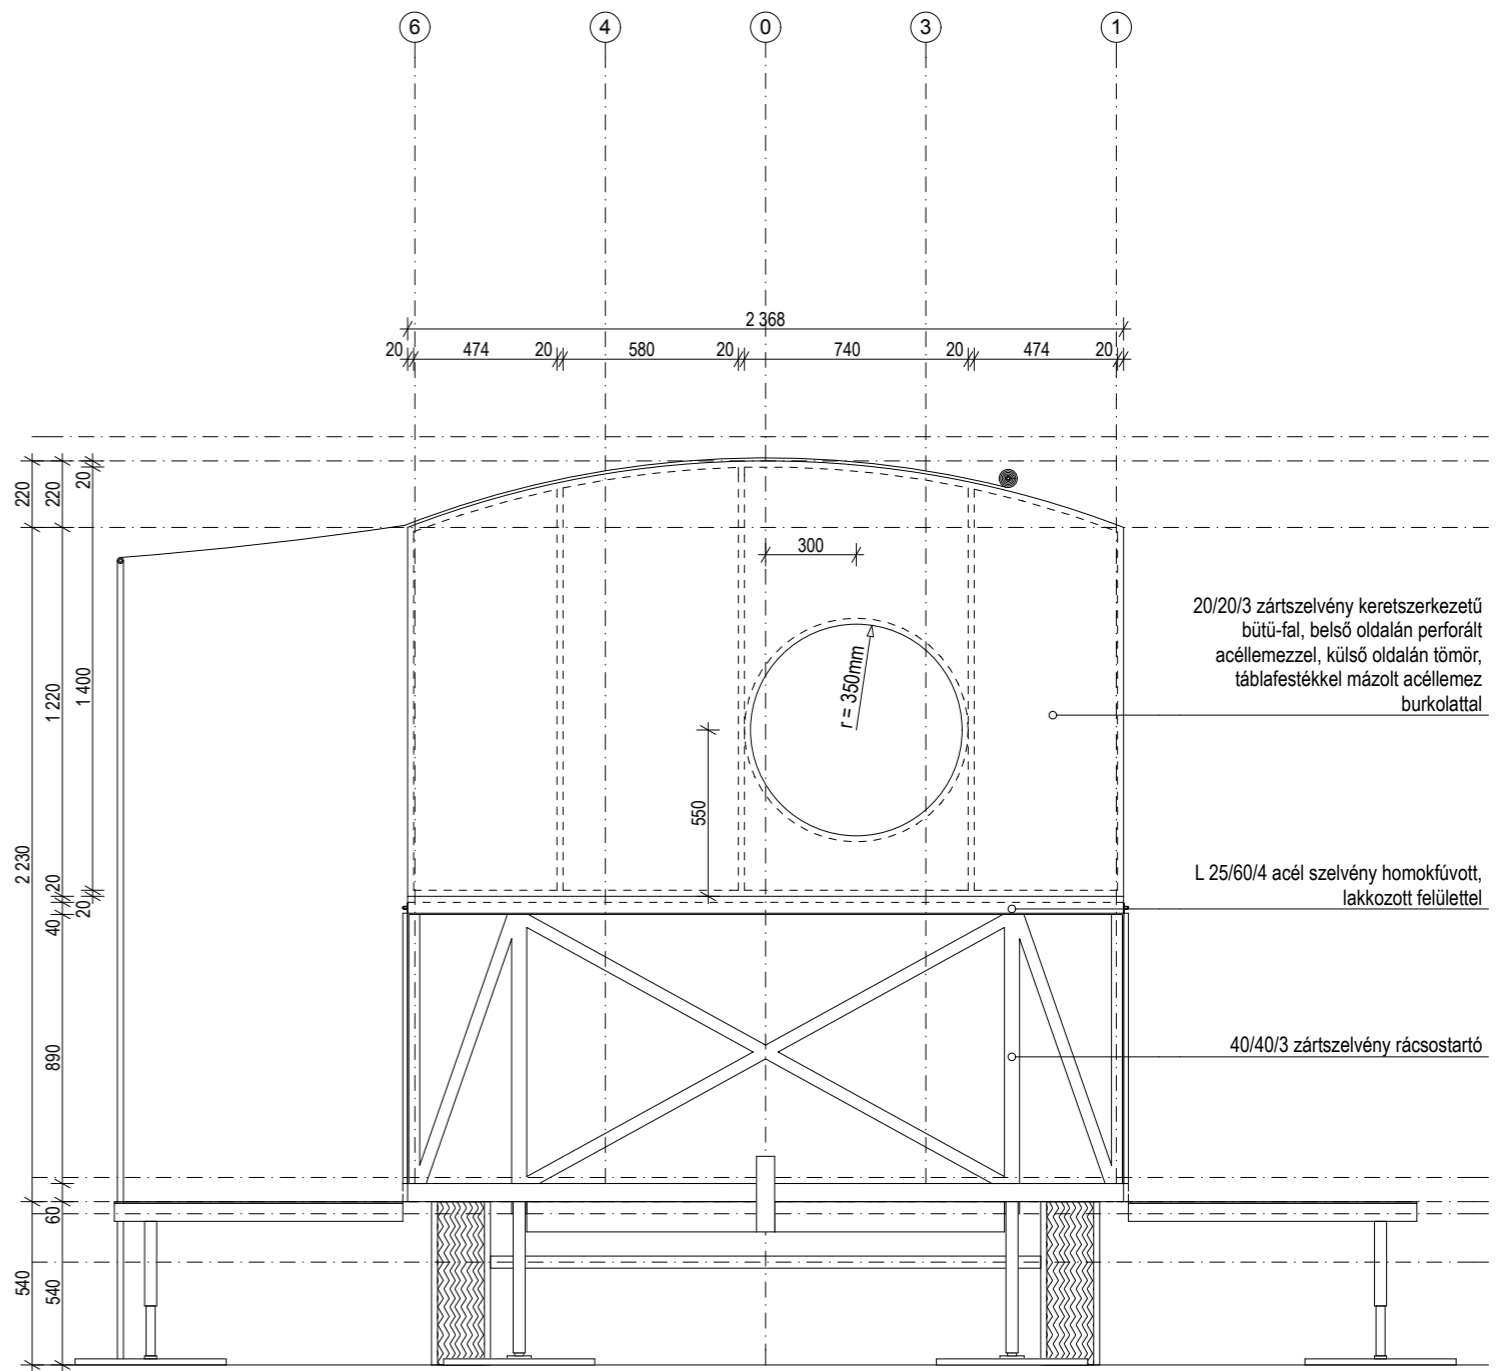 6 4 0 3 1
2 368
20 474 20 580 20 740 20 474 20
220
220
20
300
20/20/3 zártszelvény keretszerkezetű
bütü-fal, belső oldalán perforált
acéllemezzel, külső oldalán tömör,
táblafestékkel mázolt acéllemez
burkolattal
r = 350mm
1 220
1 400
550
2 230
20
20
40
L 25/60/4 acél szelvény homokfúvott,
lakkozott felülettel
890
40/40/3 zártszelvény rácsostartó
60
540
540